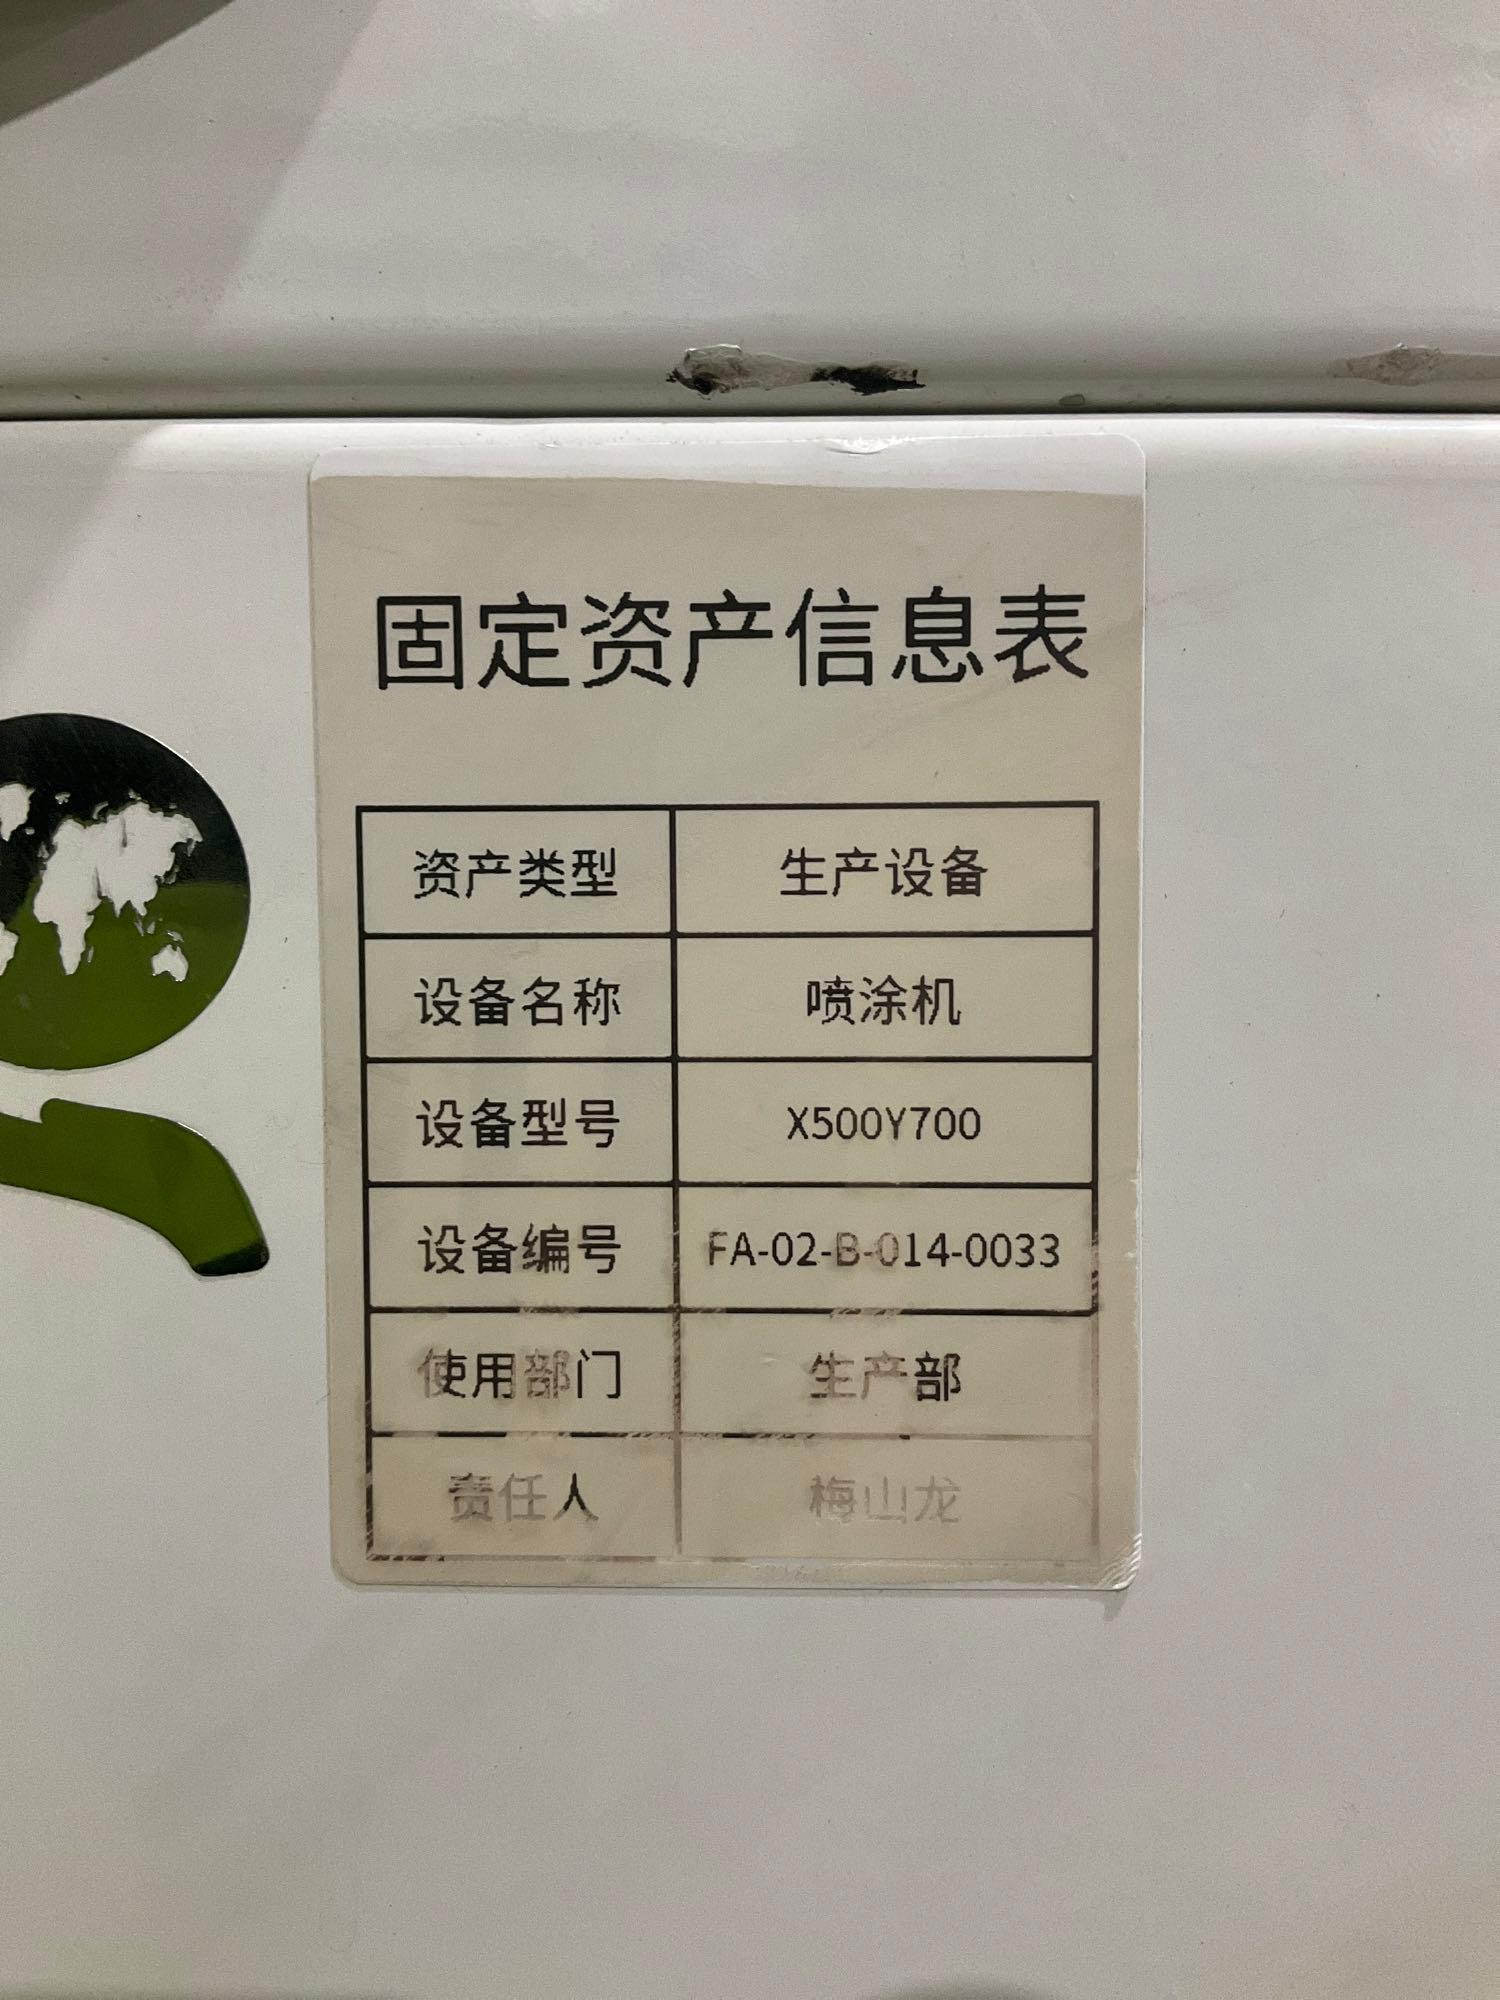 固定资产信息表
资产类型 生产设备
设备名称 喷涂机
设备型号 X500Y700
设备编号 FA-02-B-014-0033
使用部门 生产部
责任人 梅山龙